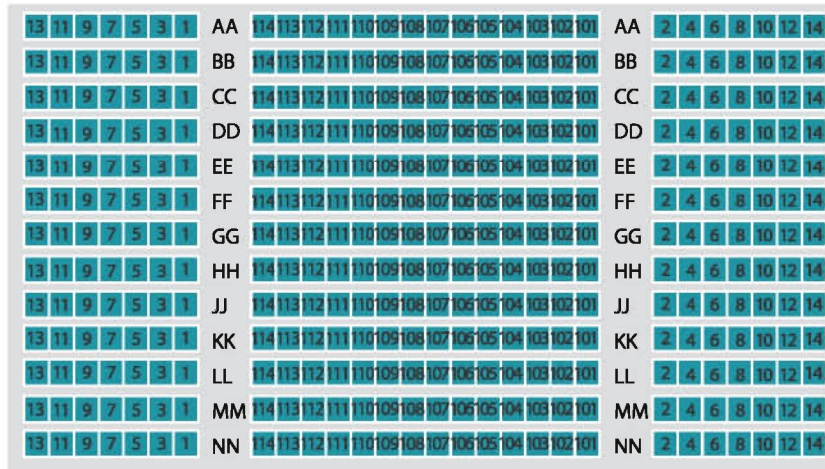 13 11 9 7 5 3 1 AA 114 113 112 111 110 109 108 107 106 105 104 103 102 101 AA 2 4 6 8 10 12 14
13 11 9 7 5 3 1 BB 114 113 112 111 110 109 108 107 106 105 104 103 102 101 BB 2 4 6 8 10 12 14
13 11 9 7 5 3 1 CC 114 113 112 111 110 109 108 107 106 105 104 103 102 101 CC 2 4 6 8 10 12 14
13 11 9 7 5 3 1 DD 114 113 112 111 110 109 108 107 106 105 104 103 102 101 DD 2 4 6 8 10 12 14
13 11 9 7 5 3 1 EE 114 113 112 111 110 109 108 107 106 105 104 103 102 101 EE 2 4 6 8 10 12 14
13 11 9 7 5 3 1 FF 114 113 112 111 110 109 108 107 106 105 104 103 102 101 FF 2 4 6 8 10 12 14
13 11 9 7 5 3 1 GG 114 113 112 111 110 109 108 107 106 105 104 103 102 101 GG 2 4 6 8 10 12 14
13 11 9 7 5 3 1 HH 114 113 112 111 110 109 108 107 106 105 104 103 102 101 HH 2 4 6 8 10 12 14
13 11 9 7 5 3 1 JJ 114 113 112 111 110 109 108 107 106 105 104 103 102 101 JJ 2 4 6 8 10 12 14
13 11 9 7 5 3 1 KK 114 113 112 111 110 109 108 107 106 105 104 103 102 101 KK 2 4 6 8 10 12 14
13 11 9 7 5 3 1 LL 114 113 112 111 110 109 108 107 106 105 104 103 102 101 LL 2 4 6 8 10 12 14
13 11 9 7 5 3 1 MM 114 113 112 111 110 109 108 107 106 105 104 103 102 101 MM 2 4 6 8 10 12 14
13 11 9 7 5 3 1 NN 114 113 112 111 110 109 108 107 106 105 104 103 102 101 NN 2 4 6 8 10 12 14